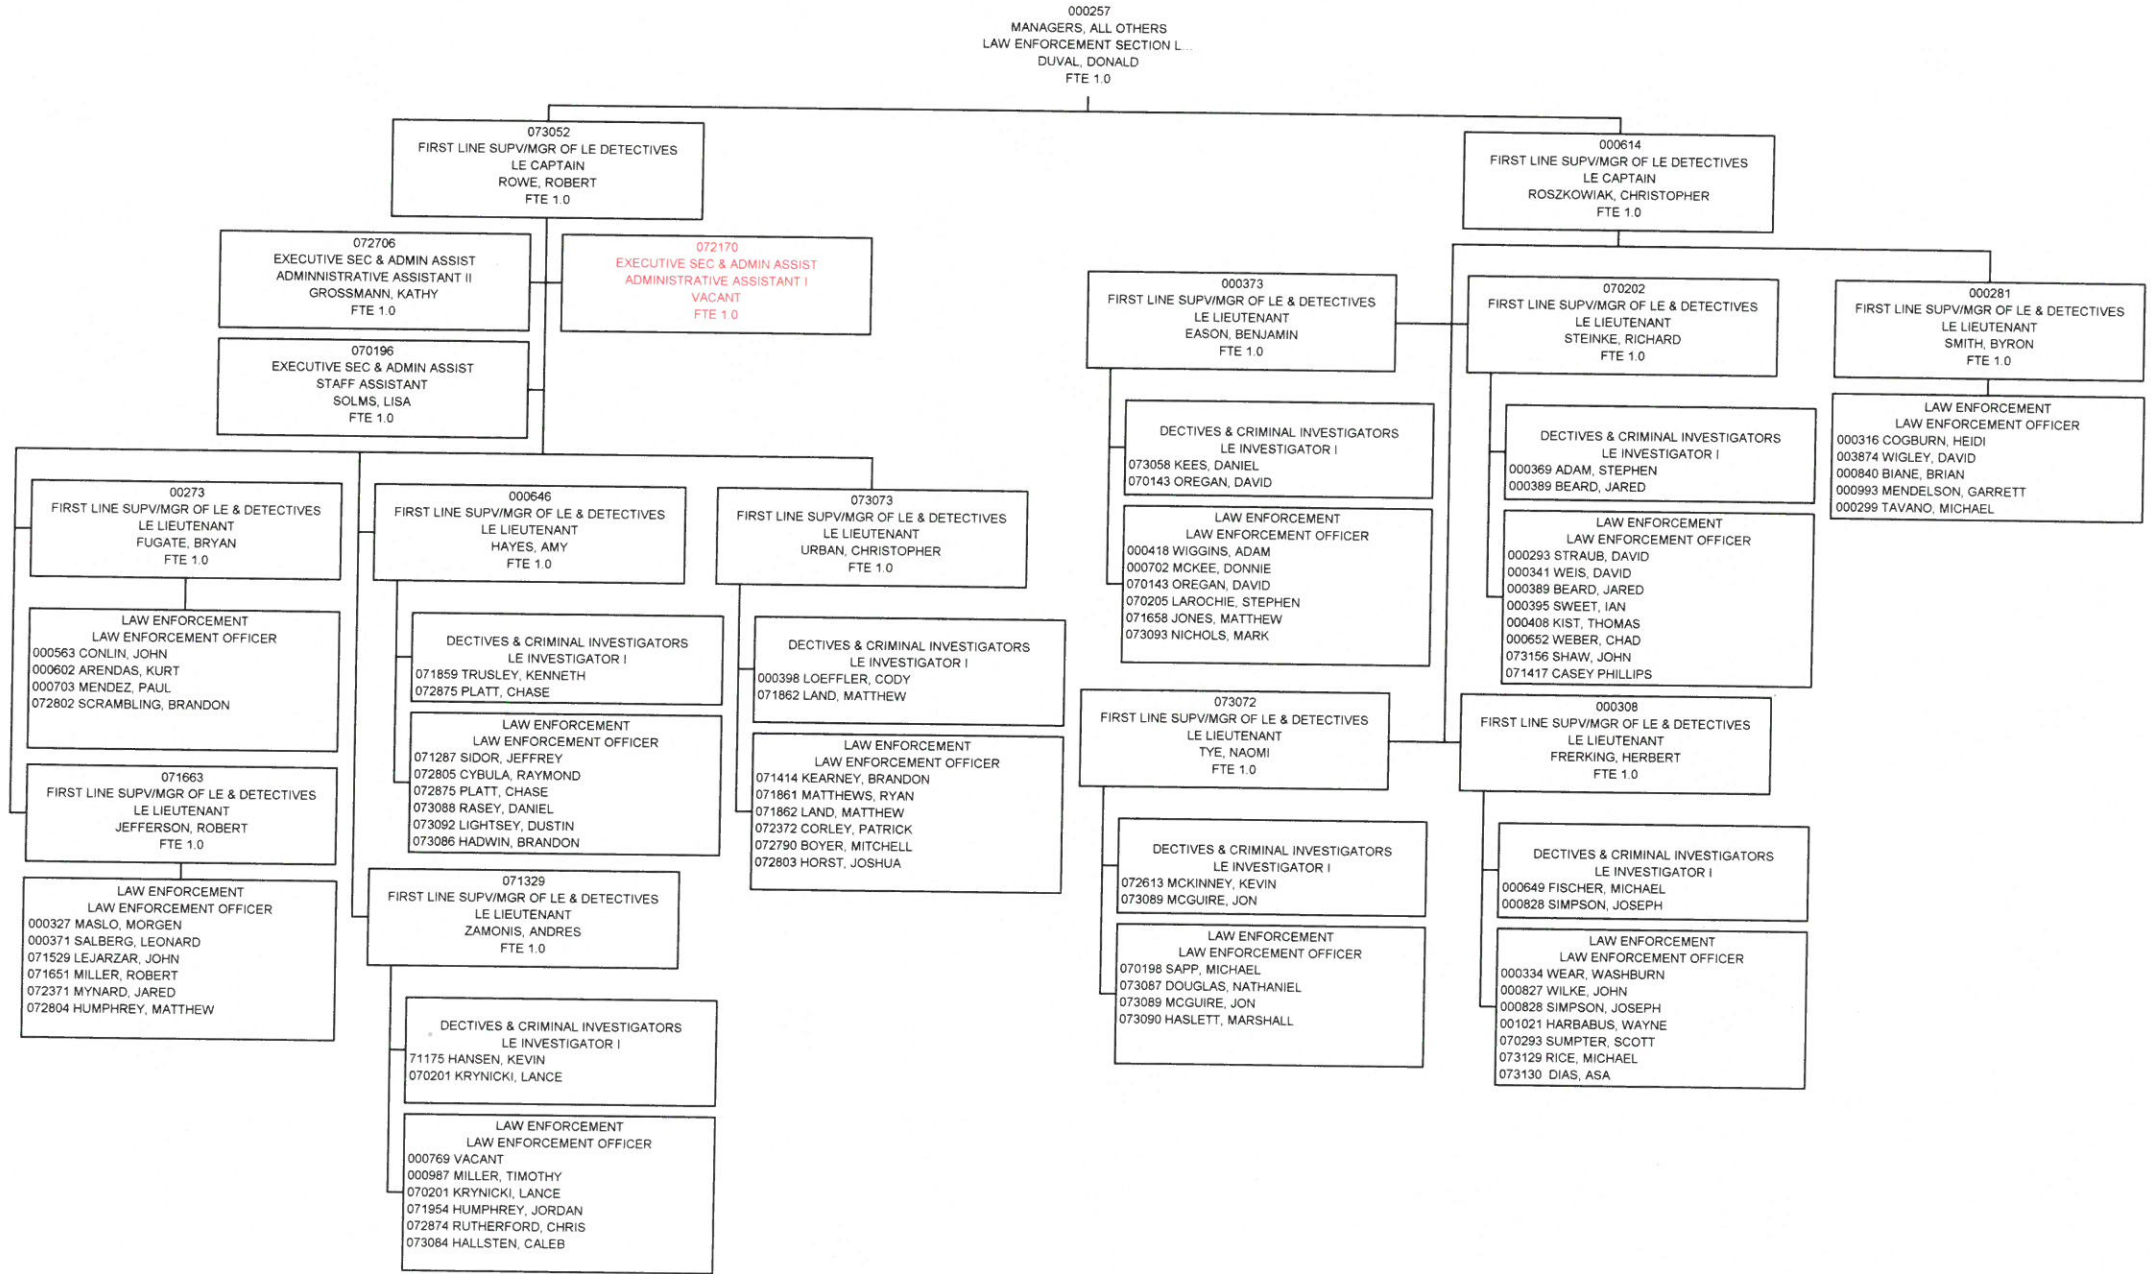 000257
MANAGERS, ALL OTHERS
LAW ENFORCEMENT SECTION L...
DUVAL, DONALD
FTE 1.0
073052
FIRST LINE SUPV/MGR OF LE DETECTIVES
LE CAPTAIN
ROWE, ROBERT
FTE 1.0
072706
EXECUTIVE SEC & ADMIN ASSIST
ADMINNISTRATIVE ASSISTANT II
GROSSMANN, KATHY
FTE 1.0
072170
EXECUTIVE SEC & ADMIN ASSIST
ADMINISTRATIVE ASSISTANT I
VACANT
FTE 1.0
070196
EXECUTIVE SEC & ADMIN ASSIST
STAFF ASSISTANT
SOLMS, LISA
FTE 1.0
00273
FIRST LINE SUPV/MGR OF LE & DETECTIVES
LE LIEUTENANT
FUGATE, BRYAN
FTE 1.0
LAW ENFORCEMENT
LAW ENFORCEMENT OFFICER
000563 CONLIN, JOHN
000602 ARENDAS, KURT
000703 MENDEZ, PAUL
072802 SCRAMBLING, BRANDON
071663
FIRST LINE SUPV/MGR OF LE & DETECTIVES
LE LIEUTENANT
JEFFERSON, ROBERT
FTE 1.0
LAW ENFORCEMENT
LAW ENFORCEMENT OFFICER
000327 MASLO, MORGEN
000371 SALBERG, LEONARD
071529 LEJARZAR, JOHN
071651 MILLER, ROBERT
072371 MYNARD, JARED
072804 HUMPHREY, MATTHEW
000646
FIRST LINE SUPV/MGR OF LE & DETECTIVES
LE LIEUTENANT
HAYES, AMY
FTE 1.0
DECTIVES & CRIMINAL INVESTIGATORS
LE INVESTIGATOR I
071859 TRUSLEY, KENNETH
072875 PLATT, CHASE
LAW ENFORCEMENT
LAW ENFORCEMENT OFFICER
071287 SIDOR, JEFFREY
072805 CYBULA, RAYMOND
072875 PLATT, CHASE
073088 RASEY, DANIEL
073092 LIGHTSEY, DUSTIN
073086 HADWIN, BRANDON
071329
FIRST LINE SUPV/MGR OF LE & DETECTIVES
LE LIEUTENANT
ZAMONIS, ANDRES
FTE 1.0
DECTIVES & CRIMINAL INVESTIGATORS
LE INVESTIGATOR I
71175 HANSEN, KEVIN
070201 KRYNICKI, LANCE
LAW ENFORCEMENT
LAW ENFORCEMENT OFFICER
000769 VACANT
000987 MILLER, TIMOTHY
070201 KRYNICKI, LANCE
071954 HUMPHREY, JORDAN
072874 RUTHERFORD, CHRIS
073084 HALLSTEN, CALEB
073073
FIRST LINE SUPV/MGR OF LE & DETECTIVES
LE LIEUTENANT
URBAN, CHRISTOPHER
FTE 1.0
DECTIVES & CRIMINAL INVESTIGATORS
LE INVESTIGATOR I
000398 LOEFFLER, CODY
071862 LAND, MATTHEW
LAW ENFORCEMENT
LAW ENFORCEMENT OFFICER
071414 KEARNEY, BRANDON
071861 MATTHEWS, RYAN
071862 LAND, MATTHEW
072372 CORLEY, PATRICK
072790 BOYER, MITCHELL
072803 HORST, JOSHUA
000614
FIRST LINE SUPV/MGR OF LE DETECTIVES
LE CAPTAIN
ROSZKOWIAK, CHRISTOPHER
FTE 1.0
000373
FIRST LINE SUPV/MGR OF LE & DETECTIVES
LE LIEUTENANT
EASON, BENJAMIN
FTE 1.0
DECTIVES & CRIMINAL INVESTIGATORS
LE INVESTIGATOR I
073058 KEES, DANIEL
070143 OREGAN, DAVID
LAW ENFORCEMENT
LAW ENFORCEMENT OFFICER
000418 WIGGINS, ADAM
000702 MCKEE, DONNIE
070143 OREGAN, DAVID
070205 LAROCHIE, STEPHEN
071658 JONES, MATTHEW
073093 NICHOLS, MARK
070202
FIRST LINE SUPV/MGR OF LE & DETECTIVES
LE LIEUTENANT
STEINKE, RICHARD
FTE 1.0
DECTIVES & CRIMINAL INVESTIGATORS
LE INVESTIGATOR I
000369 ADAM, STEPHEN
000389 BEARD, JARED
LAW ENFORCEMENT
LAW ENFORCEMENT OFFICER
000293 STRAUB, DAVID
000341 WEIS, DAVID
000389 BEARD, JARED
000395 SWEET, IAN
000408 KIST, THOMAS
000652 WEBER, CHAD
073156 SHAW, JOHN
071417 CASEY PHILLIPS
000281
FIRST LINE SUPV/MGR OF LE & DETECTIVES
LE LIEUTENANT
SMITH, BYRON
FTE 1.0
LAW ENFORCEMENT
LAW ENFORCEMENT OFFICER
000316 COGBURN, HEIDI
003874 WIGLEY, DAVID
000840 BIANE, BRIAN
000993 MENDELSON, GARRETT
000299 TAVANO, MICHAEL
073072
FIRST LINE SUPV/MGR OF LE & DETECTIVES
LE LIEUTENANT
TYE, NAOMI
FTE 1.0
DECTIVES & CRIMINAL INVESTIGATORS
LE INVESTIGATOR I
072613 MCKINNEY, KEVIN
073089 MCGUIRE, JON
LAW ENFORCEMENT
LAW ENFORCEMENT OFFICER
070198 SAPP, MICHAEL
073087 DOUGLAS, NATHANIEL
073089 MCGUIRE, JON
073090 HASLETT, MARSHALL
000308
FIRST LINE SUPV/MGR OF LE & DETECTIVES
LE LIEUTENANT
FRERKING, HERBERT
FTE 1.0
DECTIVES & CRIMINAL INVESTIGATORS
LE INVESTIGATOR I
000649 FISCHER, MICHAEL
000828 SIMPSON, JOSEPH
LAW ENFORCEMENT
LAW ENFORCEMENT OFFICER
000334 WEAR, WASHBURN
000827 WILKE, JOHN
000828 SIMPSON, JOSEPH
001021 HARBABUS, WAYNE
070293 SUMPTER, SCOTT
073129 RICE, MICHAEL
073130 DIAS, ASA